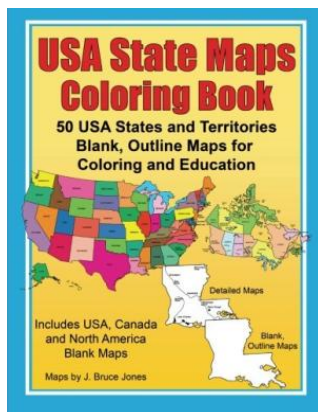 USA State Maps
Coloring Book
50 USA States and Territories
Blank, Outline Maps for
Coloring and Education
Detailed Maps
Includes USA, Canada
and North America
Blank Maps
Blank,
Outline Maps
Maps by J. Bruce Jones